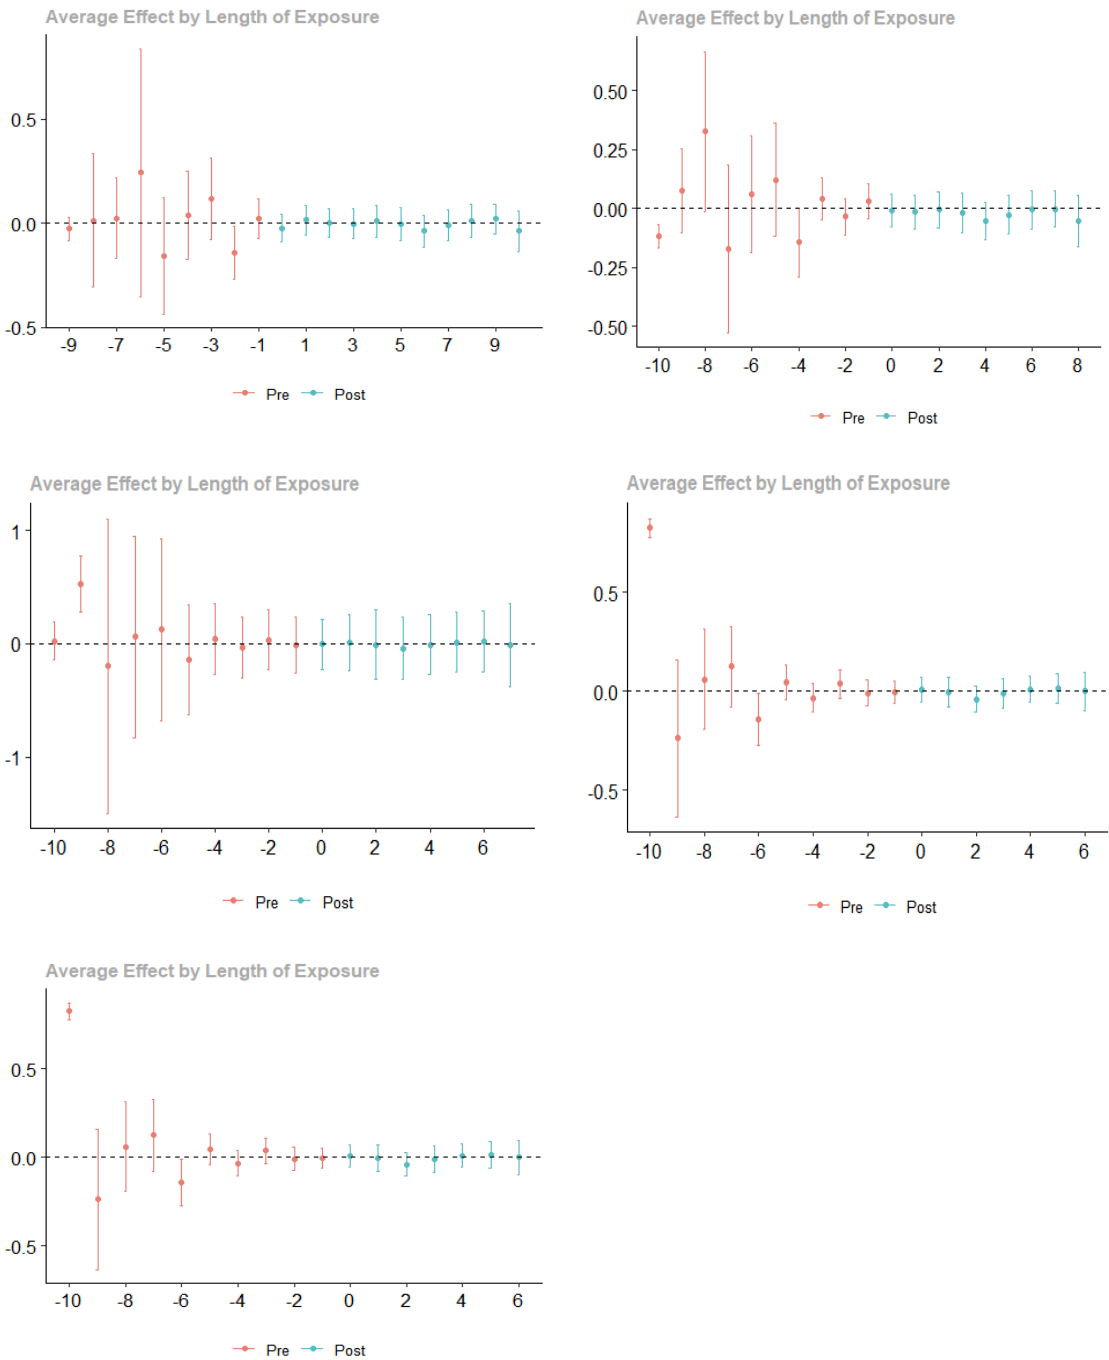 Average Effect by Length of Exposure
0.5
0.0
-0.5
-9 -7 -5 -3 -1 1 3 5 7 9
Pre Post
Average Effect by Length of Exposure
0.50
0.25
0.00
-0.25
-0.50
-10 -8 -6 -4 -2 0 2 4 6 8
Pre Post
Average Effect by Length of Exposure
1
0
-1
-10 -8 -6 -4 -2 0 2 4 6
Pre Post
Average Effect by Length of Exposure
0.5
0.0
-0.5
-10 -8 -6 -4 -2 0 2 4 6
Pre Post
Average Effect by Length of Exposure
0.5
0.0
-0.5
-10 -8 -6 -4 -2 0 2 4 6
Pre Post